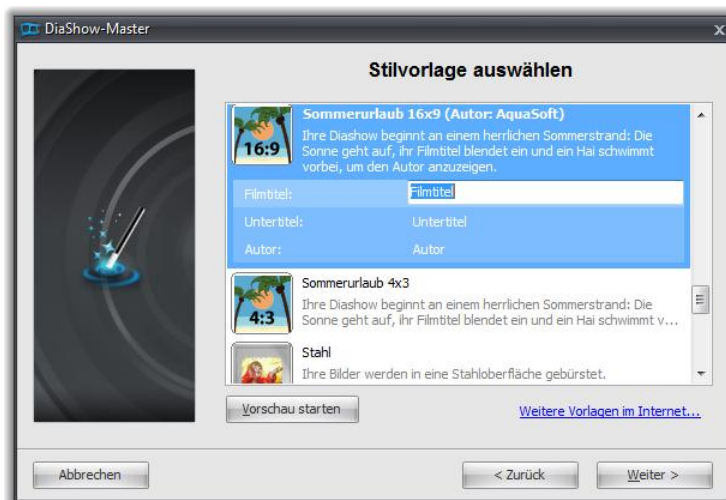 DiaShow-Master
x
Stilvorlage auswählen
Sommerurlaub 16x9 (Autor: AquaSoft)
16:9
Ihre Diashow beginnt an einem herrlichen Sommerstrand: Die
Sonne geht auf, ihr Filmtitel blendet ein und ein Hai schwimmt
vorbei, um den Autor anzuzeigen.
Filmtitel: Filmtitel
Untertitel: Untertitel
Autor: Autor
Sommerurlaub 4x3
4:3
Ihre Diashow beginnt an einem herrlichen Sommerstrand: Die
Sonne geht auf, ihr Filmtitel blendet ein und ein Hai schwimmt v...
Stahl
Ihre Bilder werden in eine Stahloberfläche gebürstet.
Vorschau starten
Weitere Vorlagen im Internet...
Abbrechen
< Zurück
Weiter >